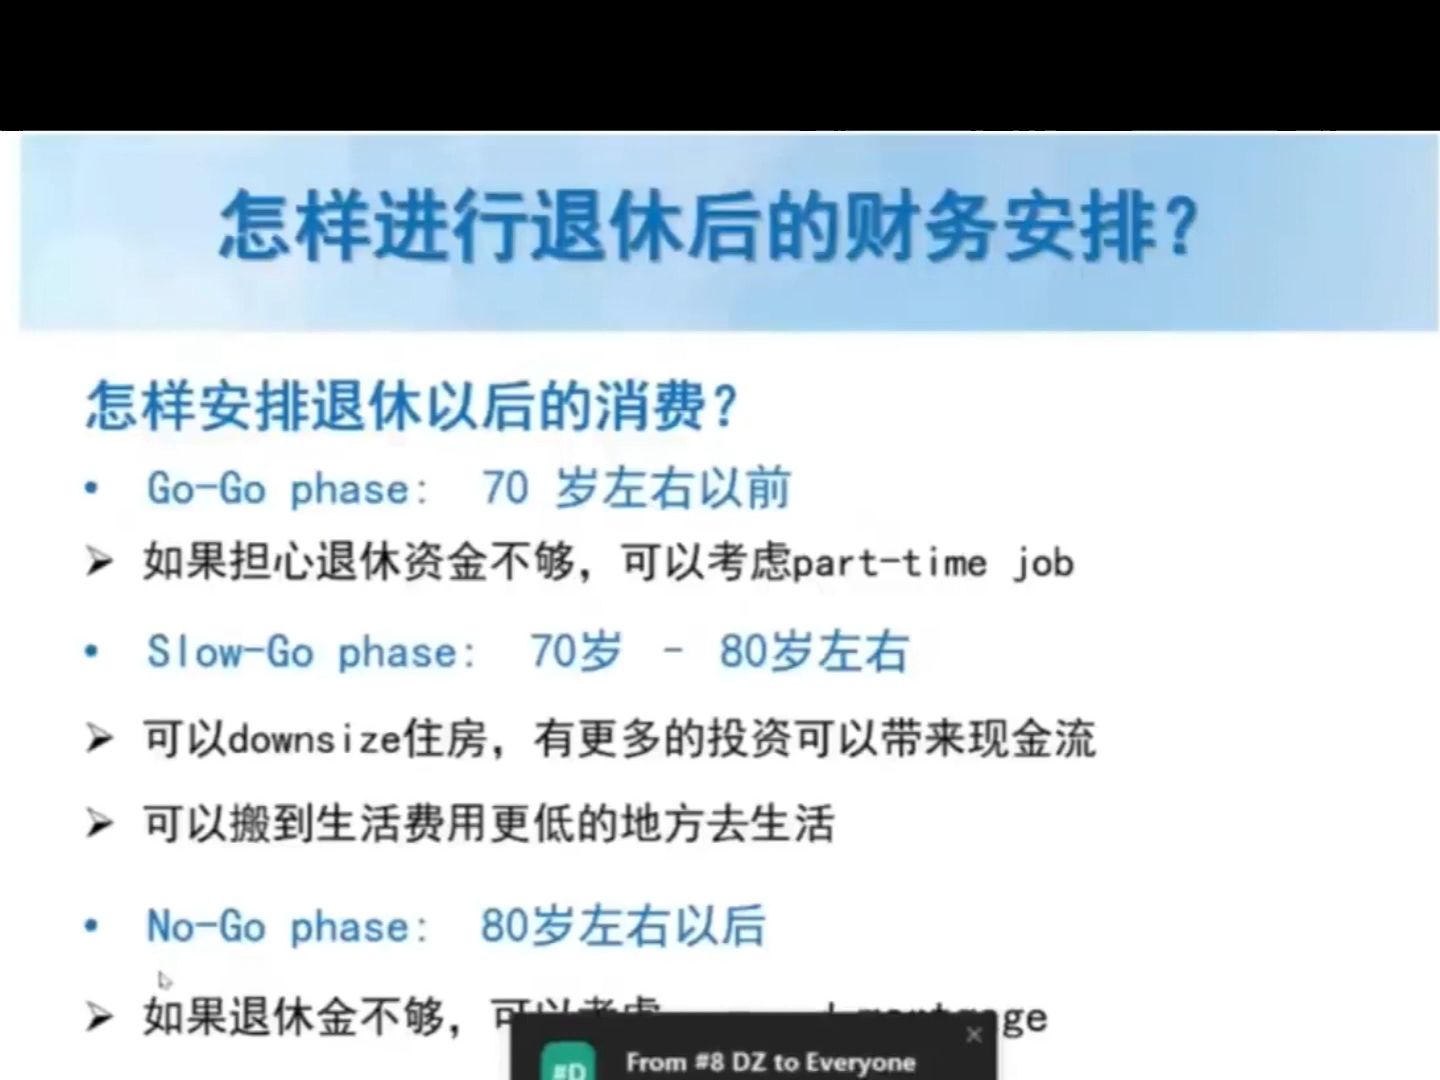 怎样进行退休后的财务安排？
怎样安排退休以后的消费？
• Go-Go phase: 70 岁左右以前
➢ 如果担心退休资金不够，可以考虑part-time job
• Slow-Go phase: 70岁 - 80岁左右
➢ 可以downsize住房，有更多的投资可以带来现金流
➢ 可以搬到生活费用更低的地方去生活
• No-Go phase: 80岁左右以后
➢ 如果退休金不够，可以考虑 mortgage
#D From #8 DZ to Everyone